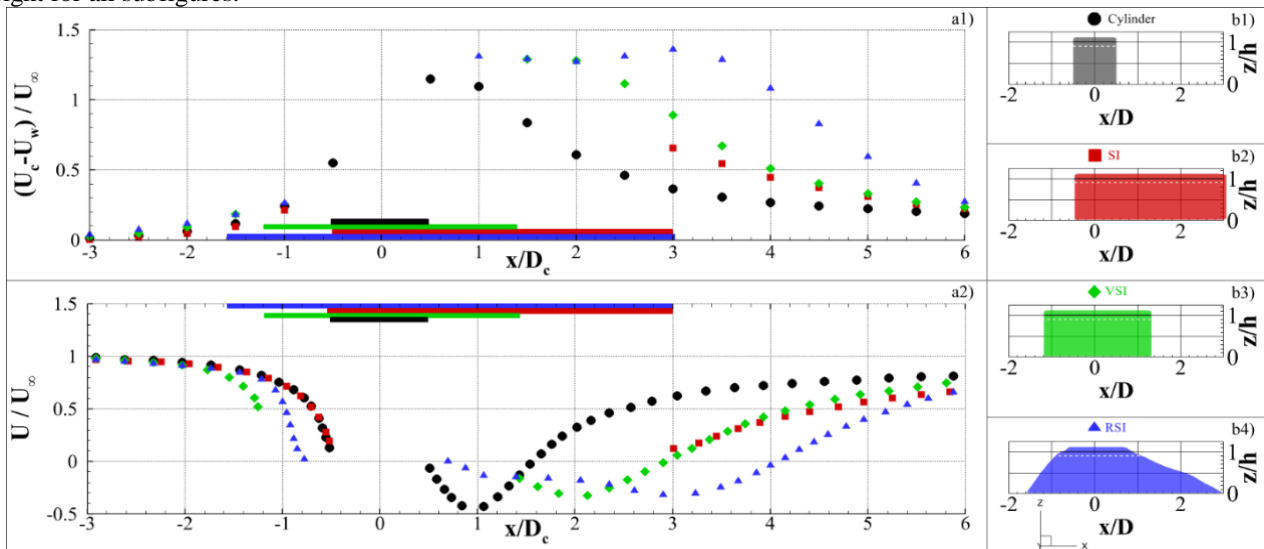 ight for all subfigures.
a1)
(U_c-U_w) / U_∞
1.5
1
0.5
0
-3 -2 -1 0 1 2 3 4 5 6
x/D_c
a2)
U / U_∞
1.5
1
0.5
0
-0.5
-3 -2 -1 0 1 2 3 4 5 6
x/D_c
Cylinder b1)
1
0
z/h
-2 0 2
x/D
SI b2)
1
0
z/h
-2 0 2
x/D
VSI b3)
1
0
z/h
-2 0 2
x/D
RSI b4)
1
0
z/h
-2 0 2
x/D
Z
X